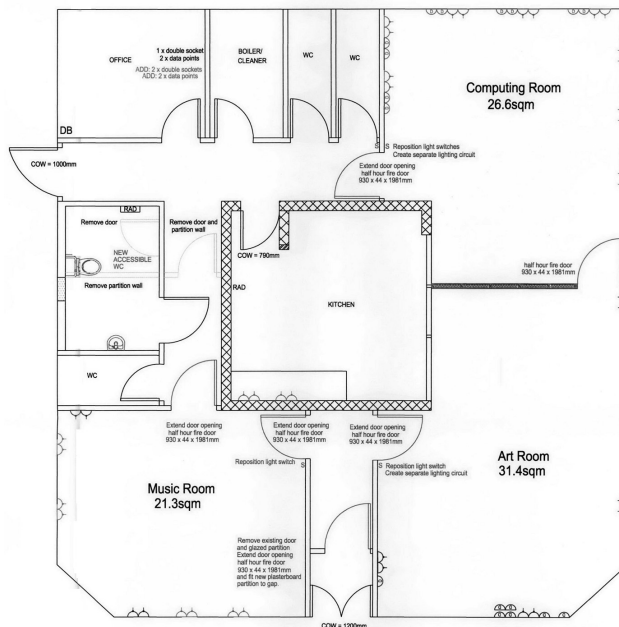 OFFICE
1 x double socket
2 x data points
ADD: 2 x double sockets
ADD: 2 x data points
BOILER/
CLEANER
WC
WC
Computing Room
26.6sqm
DB
S
S
Reposition light switches
Create separate lighting circuit
COW = 1000mm
Extend door opening
half hour fire door
930 x 44 x 1981mm
RAD
Remove door
Remove door and
partition wall
NEW
ACCESSIBLE
WC
COW = 790mm
half hour fire door
930 x 44 x 1981mm
Remove partition wall
RAD
KITCHEN
WC
Extend door opening
half hour fire door
930 x 44 x 1981mm
Extend door opening
half hour fire door
930 x 44 x 1981mm
Extend door opening
half hour fire door
930 x 44 x 1981mm
Reposition light switch
S
S
Reposition light switch
Create separate lighting circuit
Art Room
31.4sqm
Music Room
21.3sqm
Remove existing door
and glazed partition
Extend door opening
half hour fire door
930 x 44 x 1981mm
and fit new plasterboard
partition to gap.
COW = 1200mm